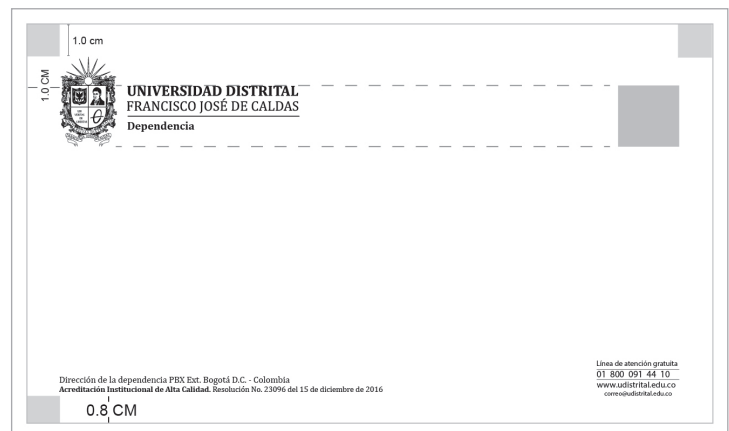 1.0 cm
1.0 CM
UNIVERSIDAD DISTRITAL
FRANCISCO JOSÉ DE CALDAS
Dependencia
Línea de atención gratuita
01 800 091 44 10
www.udistrital.edu.co
correo@udistrital.edu.co
Dirección de la dependencia PBX Ext. Bogotá D.C. - Colombia
Acreditación Institucional de Alta Calidad. Resolución No. 23096 del 15 de diciembre de 2016
0.8 CM